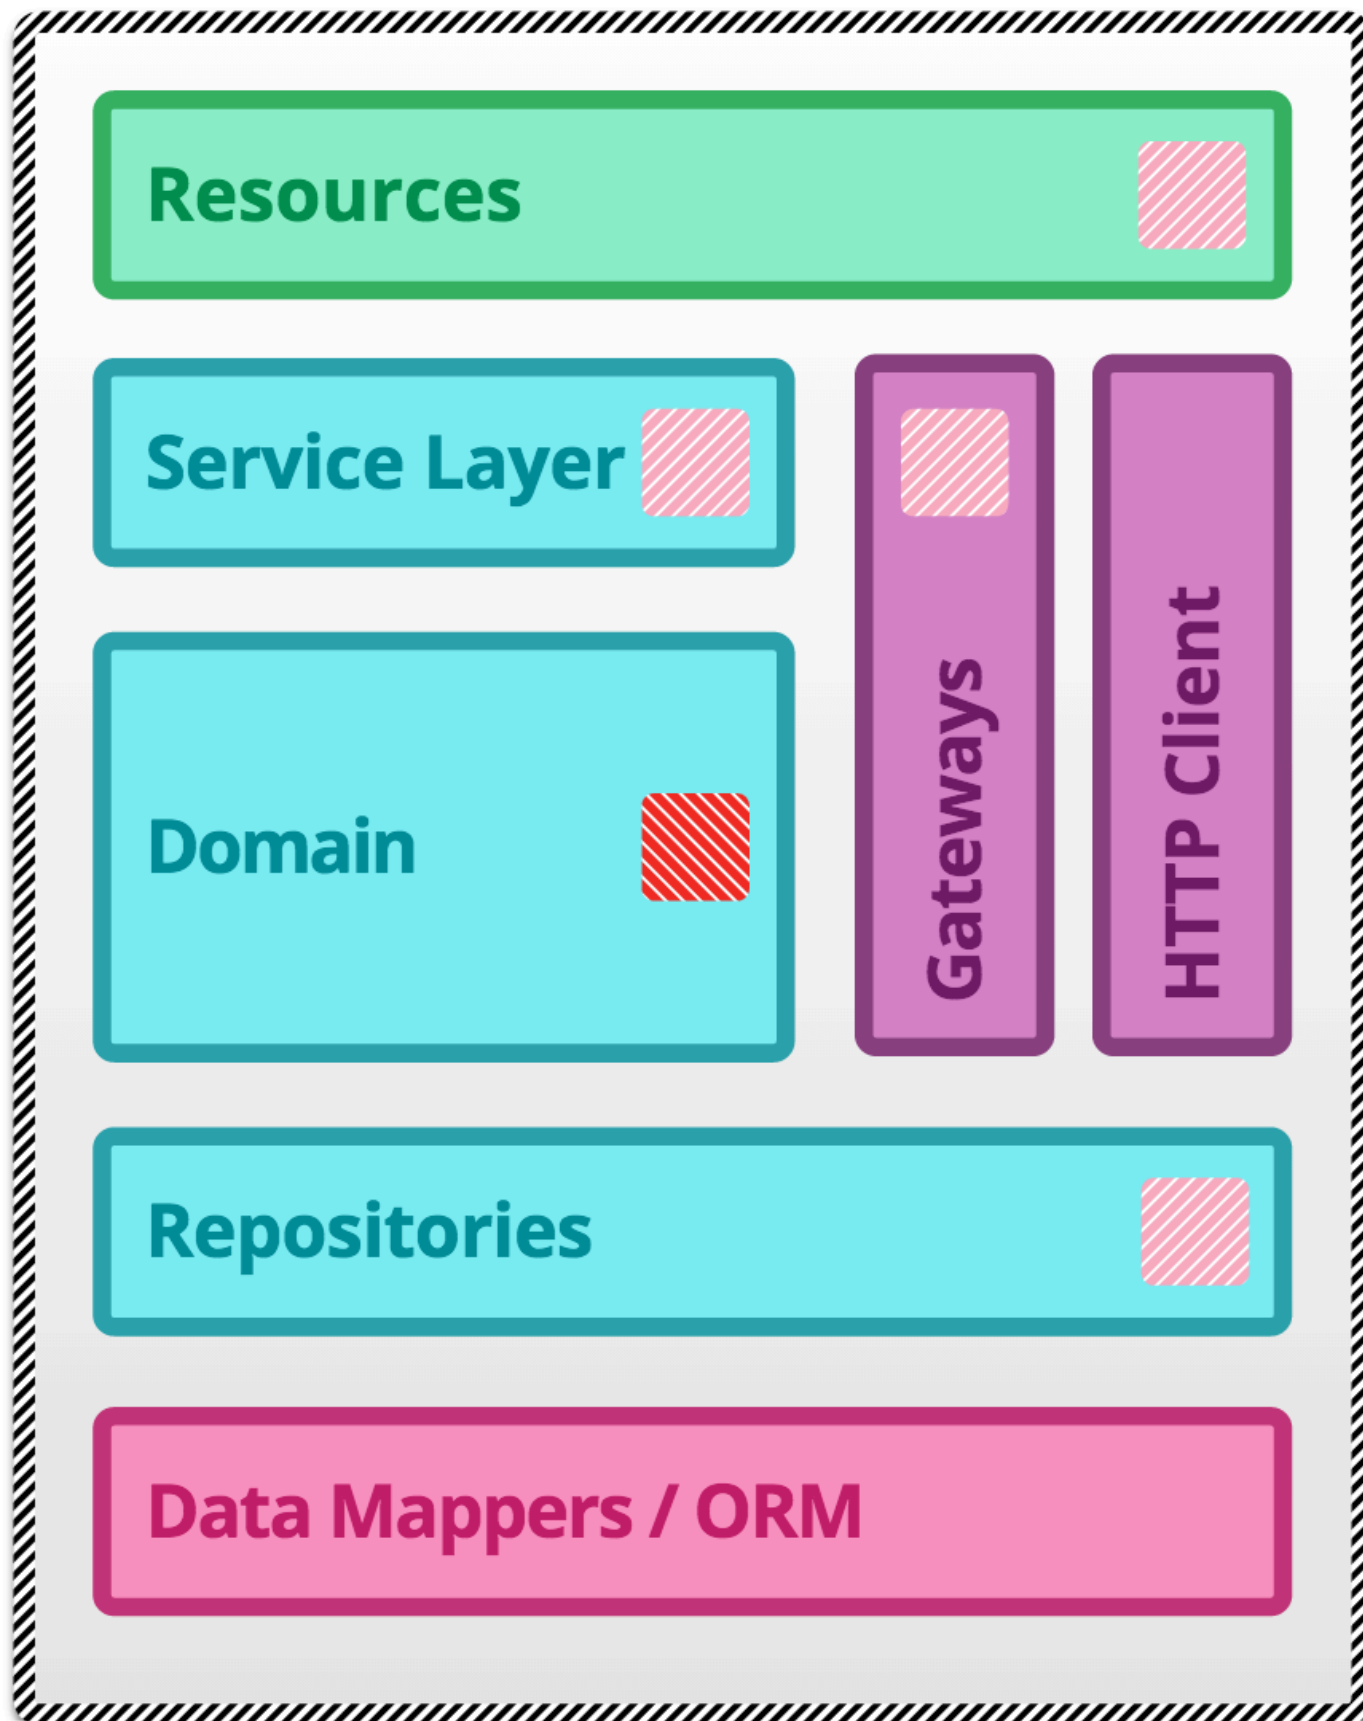 Resources
Service Layer
Gateways
HTTP Client
Domain
Repositories
Data Mappers / ORM